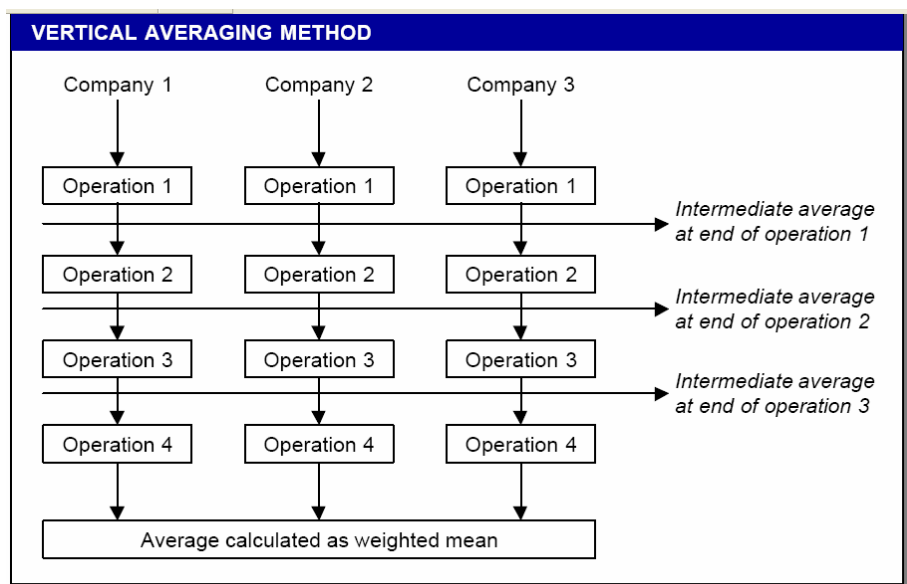 VERTICAL AVERAGING METHOD
Company 1
Company 2
Company 3
Operation 1
Operation 1
Operation 1
Intermediate average
at end of operation 1
Operation 2
Operation 2
Operation 2
Intermediate average
at end of operation 2
Operation 3
Operation 3
Operation 3
Intermediate average
at end of operation 3
Operation 4
Operation 4
Operation 4
Average calculated as weighted mean